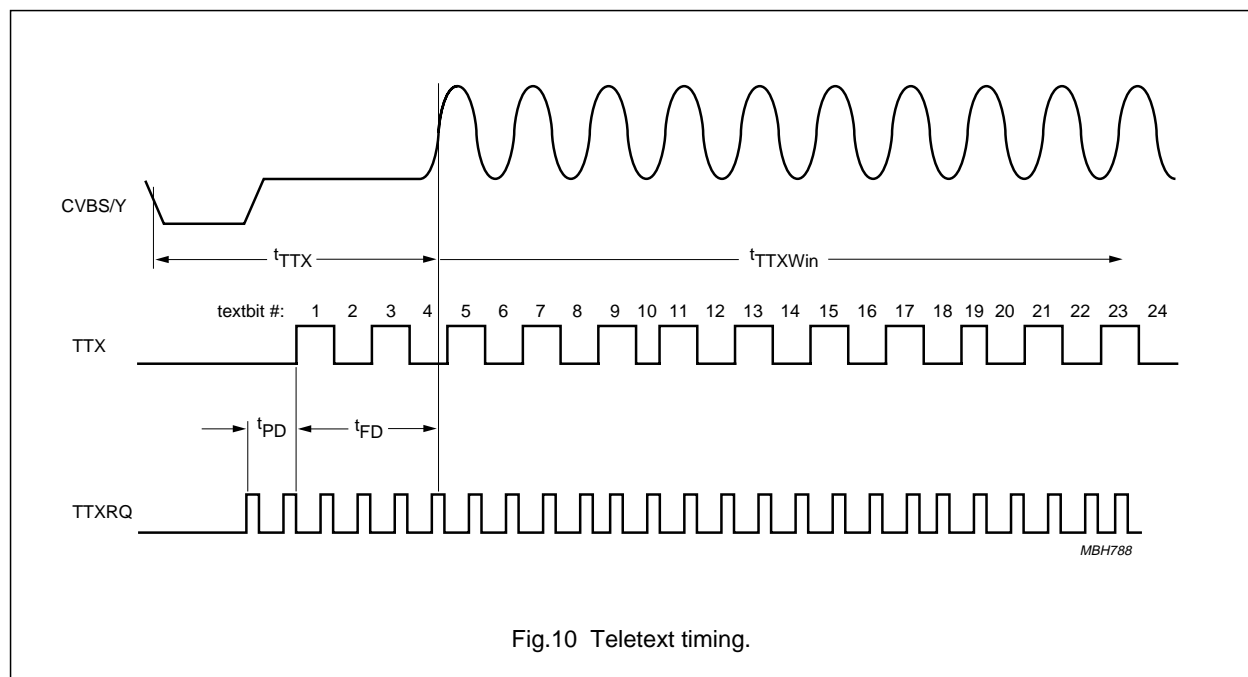 CVBS/Y
tTTX
tTTXWin
textbit #: 1 2 3 4 5 6 7 8 9 10 11 12 13 14 15 16 17 18 19 20 21 22 23 24
TTX
tPD
tFD
TTXRQ
MBH788
Fig.10 Teletext timing.